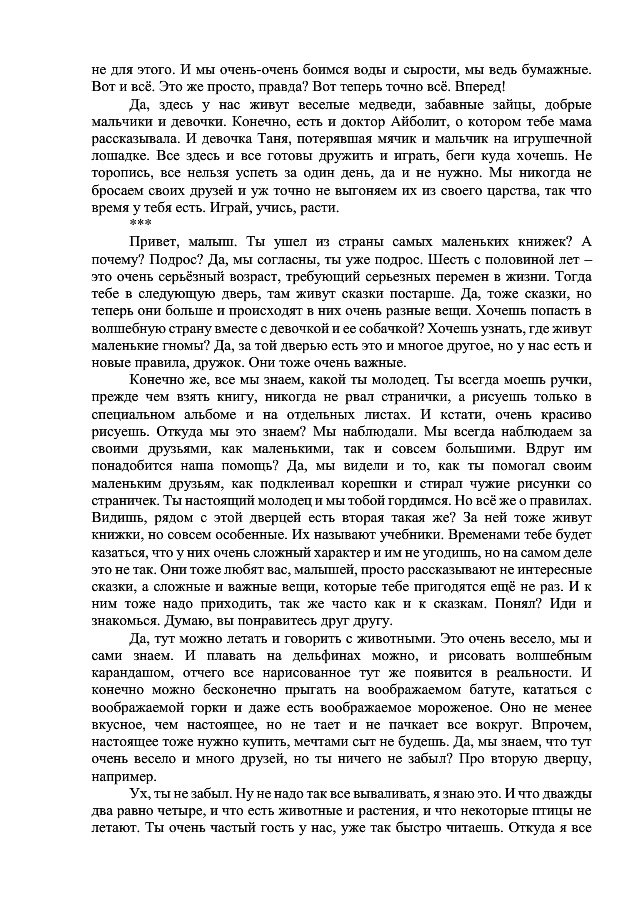 не для этого. И мы очень-очень боимся воды и сырости, мы ведь бумажные.
Вот и всё. Это же просто, правда? Вот теперь точно всё. Вперед!
Да, здесь у нас живут веселые медведи, забавные зайцы, добрые
мальчики и девочки. Конечно, есть и доктор Айболит, о котором тебе мама
рассказывала. И девочка Таня, потерявшая мячик и мальчик на игрушечной
лошадке. Все здесь и все готовы дружить и играть, беги куда хочешь. Не
торопись, все нельзя успеть за один день, да и не нужно. Мы никогда не
бросаем своих друзей и уж точно не выгоняем их из своего царства, так что
время у тебя есть. Играй, учись, расти.
***
Привет, малыш. Ты ушел из страны самых маленьких книжек? А
почему? Подрос? Да, мы согласны, ты уже подрос. Шесть с половиной лет –
это очень серьёзный возраст, требующий серьезных перемен в жизни. Тогда
тебе в следующую дверь, там живут сказки постарше. Да, тоже сказки, но
теперь они больше и происходят в них очень разные вещи. Хочешь попасть в
волшебную страну вместе с девочкой и ее собачкой? Хочешь узнать, где живут
маленькие гномы? Да, за той дверью есть это и многое другое, но у нас есть и
новые правила, дружок. Они тоже очень важные.
Конечно же, все мы знаем, какой ты молодец. Ты всегда моешь ручки,
прежде чем взять книгу, никогда не рвал странички, а рисуешь только в
специальном альбоме и на отдельных листах. И кстати, очень красиво
рисуешь. Откуда мы это знаем? Мы наблюдали. Мы всегда наблюдаем за
своими друзьями, как маленькими, так и совсем большими. Вдруг им
понадобится наша помощь? Да, мы видели и то, как ты помогал своим
маленьким друзьям, как подклеивал корешки и стирал чужие рисунки со
страничек. Ты настоящий молодец и мы тобой гордимся. Но всё же о правилах.
Видишь, рядом с этой дверцей есть вторая такая же? За ней тоже живут
книжки, но совсем особенные. Их называют учебники. Временами тебе будет
казаться, что у них очень сложный характер и им не угодишь, но на самом деле
это не так. Они тоже любят вас, малышей, просто рассказывают не интересные
сказки, а сложные и важные вещи, которые тебе пригодятся ещё не раз. И к
ним тоже надо приходить, так же часто как и к сказкам. Понял? Иди и
знакомься. Думаю, вы понравитесь друг другу.
Да, тут можно летать и говорить с животными. Это очень весело, мы и
сами знаем. И плавать на дельфинах можно, и рисовать волшебным
карандашом, отчего все нарисованное тут же появится в реальности. И
конечно можно бесконечно прыгать на воображаемом батуте, кататься с
воображаемой горки и даже есть воображаемое мороженое. Оно не менее
вкусное, чем настоящее, но не тает и не пачкает все вокруг. Впрочем,
настоящее тоже нужно купить, мечтами сыт не будешь. Да, мы знаем, что тут
очень весело и много друзей, но ты ничего не забыл? Про вторую дверцу,
например.
Ух, ты не забыл. Ну не надо так все вываливать, я знаю это. И что дважды
два равно четыре, и что есть животные и растения, и что некоторые птицы не
летают. Ты очень частый гость у нас, уже так быстро читаешь. Откуда я все